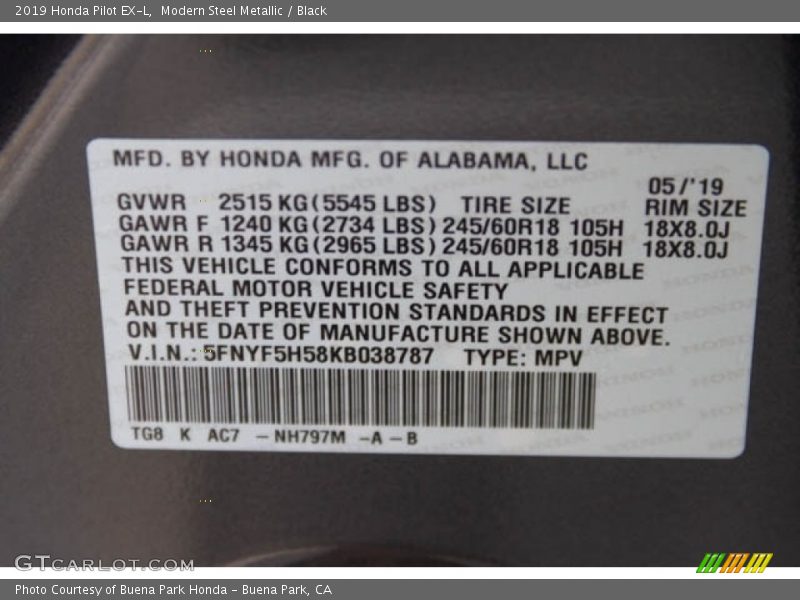 2019 Honda Pilot EX-L, Modern Steel Metallic / Black
MFD. BY HONDA MFG. OF ALABAMA, LLC
05/'19
GVWR 2515 KG(5545 LBS) TIRE SIZE RIM SIZE
GAWR F 1240 KG(2734 LBS) 245/60R18 105H 18X8.0J
GAWR R 1345 KG(2965 LBS) 245/60R18 105H 18X8.0J
THIS VEHICLE CONFORMS TO ALL APPLICABLE
FEDERAL MOTOR VEHICLE SAFETY
AND THEFT PREVENTION STANDARDS IN EFFECT
ON THE DATE OF MANUFACTURE SHOWN ABOVE.
V.I.N.: 5FNYF5H58KB038787 TYPE: MPV
TG8 K AC7 - NH797M - A - B
GTCARLOT.COM
Photo Courtesy of Buena Park Honda - Buena Park, CA